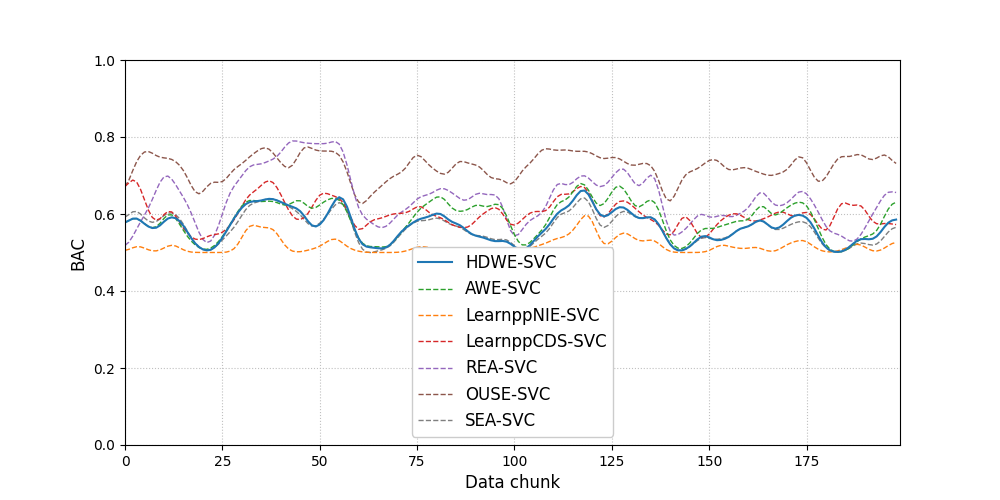 1.0
0.8
0.6
0.4
0.2
0.0
BAC
0
25
50
75
100
125
150
175
Data chunk
HDWE-SVC
AWE-SVC
LearnppNIE-SVC
LearnppCDS-SVC
REA-SVC
OUSE-SVC
SEA-SVC